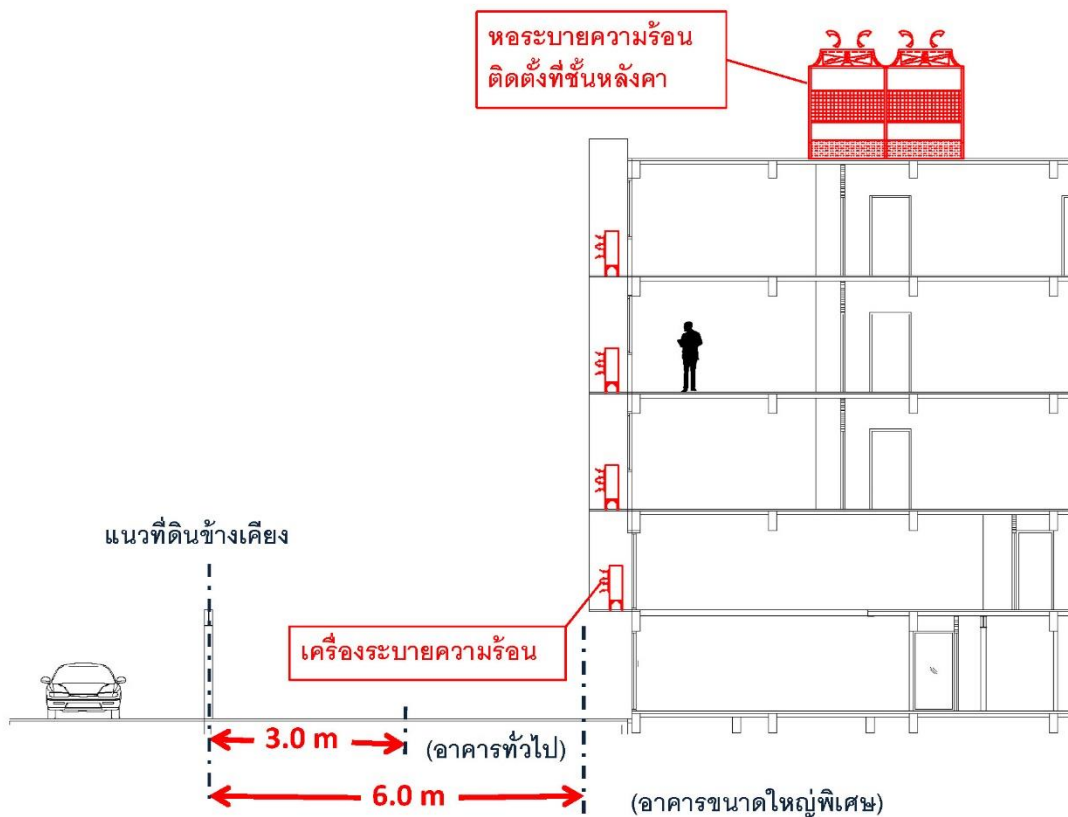 หอระบายความร้อน
ติดตั้งที่ชั้นหลังคา
แนวที่ดินข้างเคียง
เครื่องระบายความร้อน
3.0 m
(อาคารทั่วไป)
6.0 m
(อาคารขนาดใหญ่พิเศษ)